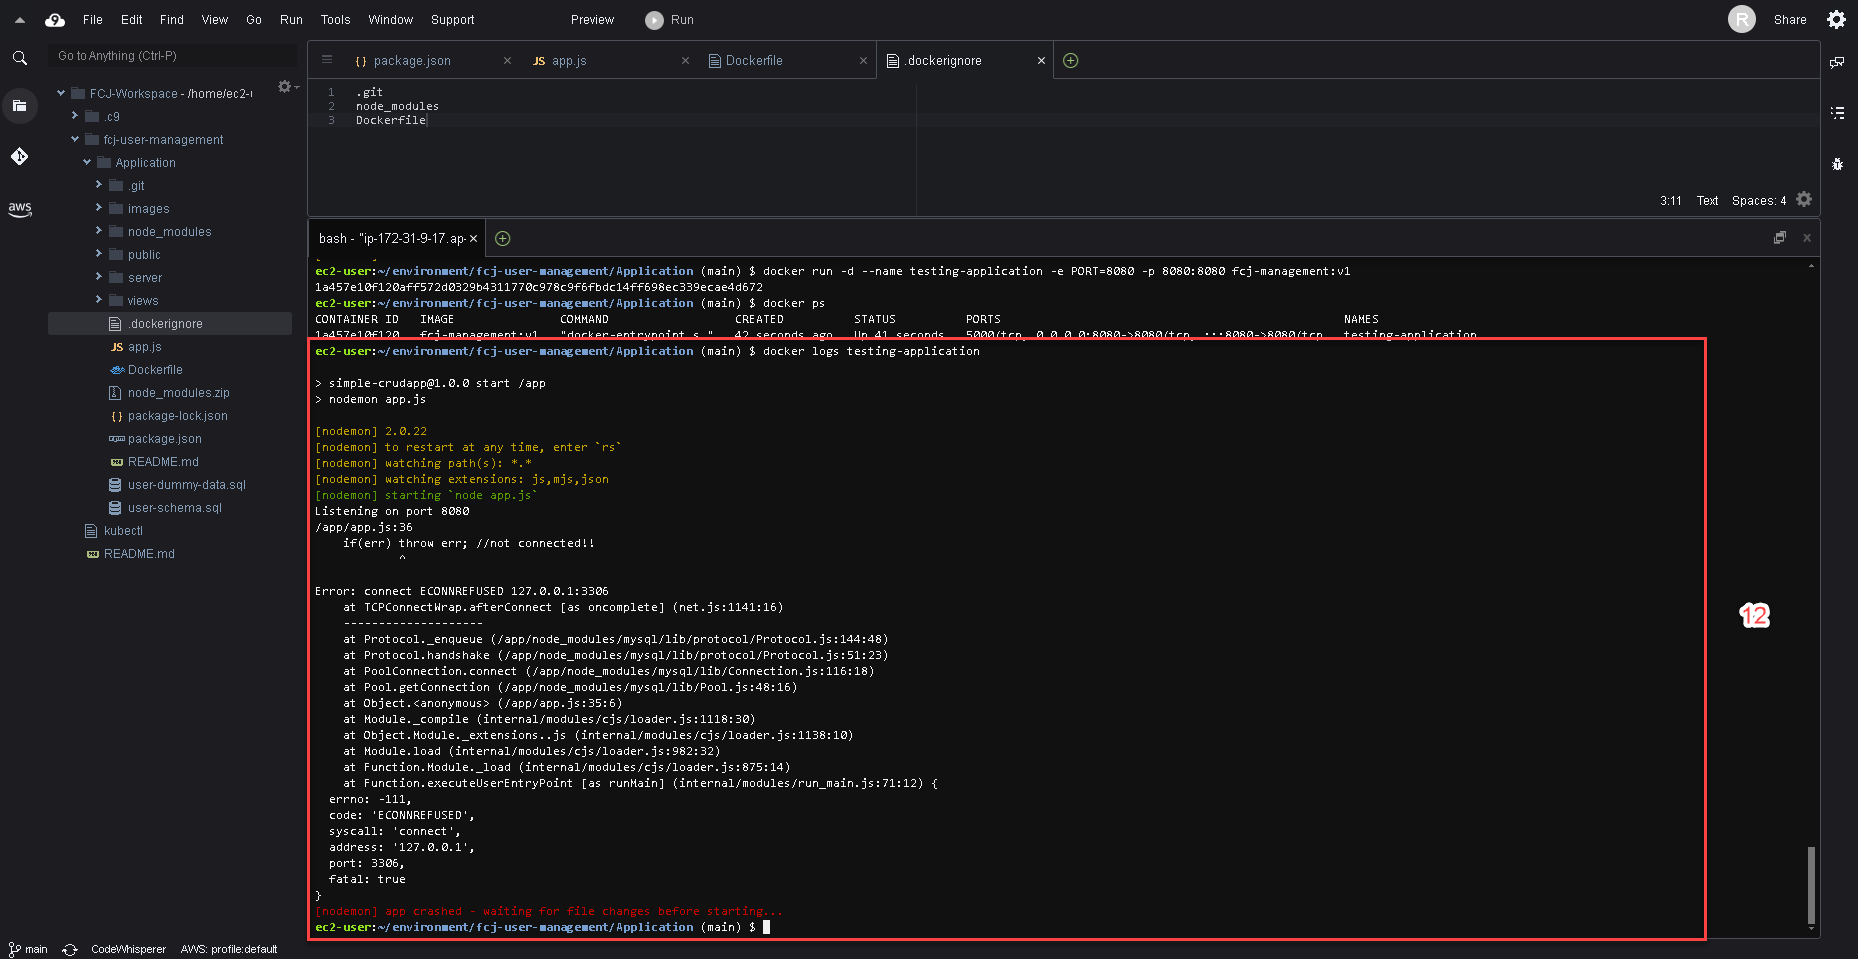 9 File Edit Find View Go Run Tools Window Support Preview Run R Share
Go to Anything (Ctrl-P)
FCJ-Workspace - /home/ec2-u
.c9
fcj-user-management
Application
.git
images
node_modules
public
server
views
.dockerignore
JS app.js
Dockerfile
node_modules.zip
{} package-lock.json
package.json
README.md
user-dummy-data.sql
user-schema.sql
kubectl
README.md
aws
{} package.json × JS app.js × Dockerfile × .dockerignore ×
1 .git
2 node_modules
3 Dockerfile
3:11 Text Spaces: 4
bash - "ip-172-31-9-17.ap- ×
ec2-user:~/environment/fcj-user-management/Application (main) $ docker run -d --name testing-application -e PORT=8080 -p 8080:8080 fcj-management:v1
1a457e10f120aff572d0329b4311770c978c9f6fbdc14ff698ec339ecae4d672
ec2-user:~/environment/fcj-user-management/Application (main) $ docker ps
CONTAINER ID IMAGE COMMAND CREATED STATUS PORTS NAMES
1a457e10f120 fcj-management:v1 "docker-entrypoint.s…" 42 seconds ago Up 41 seconds 5000/tcp, 0.0.0.0:8080->8080/tcp, :::8080->8080/tcp testing-application
ec2-user:~/environment/fcj-user-management/Application (main) $ docker logs testing-application
> simple-crudapp@1.0.0 start /app
> nodemon app.js
[nodemon] 2.0.22
[nodemon] to restart at any time, enter `rs`
[nodemon] watching path(s): *.*
[nodemon] watching extensions: js,mjs,json
[nodemon] starting `node app.js`
Listening on port 8080
/app/app.js:36
if(err) throw err; //not connected!!
^
Error: connect ECONNREFUSED 127.0.0.1:3306
at TCPConnectWrap.afterConnect [as oncomplete] (net.js:1141:16)
--------------------
at Protocol._enqueue (/app/node_modules/mysql/lib/protocol/Protocol.js:144:48)
at Protocol.handshake (/app/node_modules/mysql/lib/protocol/Protocol.js:51:23)
at PoolConnection.connect (/app/node_modules/mysql/lib/Connection.js:116:18)
at Pool.getConnection (/app/node_modules/mysql/lib/Pool.js:48:16)
at Object.<anonymous> (/app/app.js:35:6)
at Module._compile (internal/modules/cjs/loader.js:1118:30)
at Object.Module._extensions..js (internal/modules/cjs/loader.js:1138:10)
at Module.load (internal/modules/cjs/loader.js:982:32)
at Function.Module._load (internal/modules/cjs/loader.js:875:14)
at Function.executeUserEntryPoint [as runMain] (internal/modules/run_main.js:71:12) {
errno: -111,
code: 'ECONNREFUSED',
syscall: 'connect',
address: '127.0.0.1',
port: 3306,
fatal: true
}
[nodemon] app crashed - waiting for file changes before starting...
ec2-user:~/environment/fcj-user-management/Application (main) $
12
main CodeWhisperer AWS: profile:default